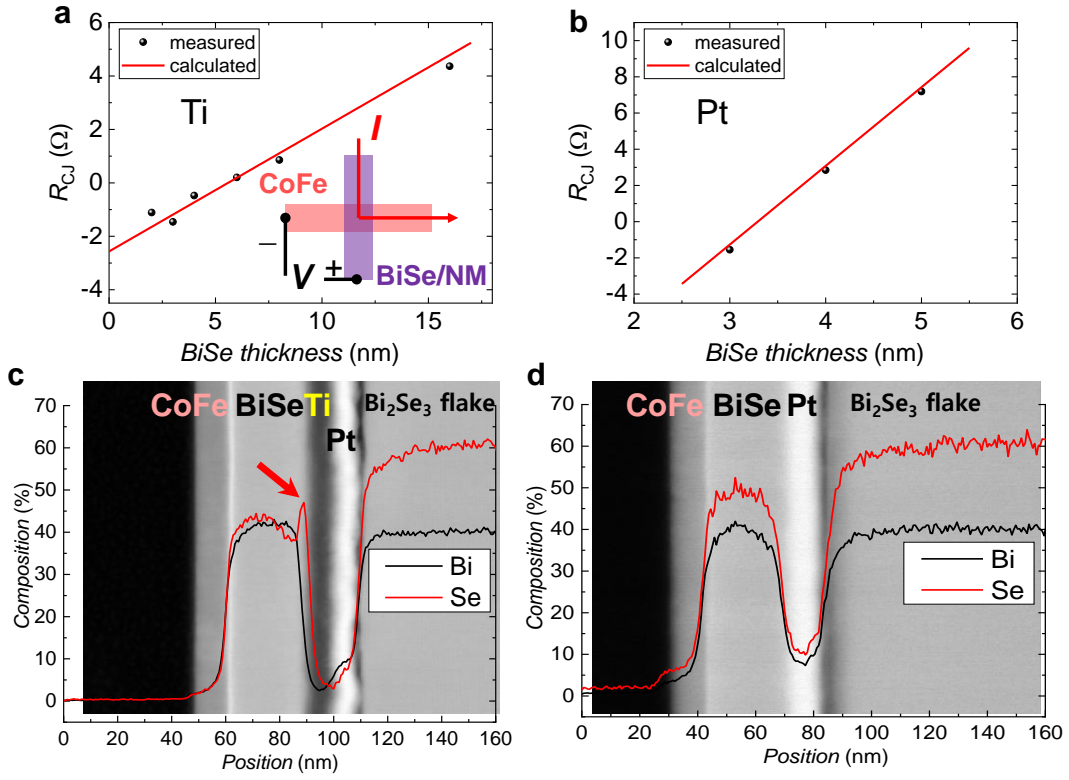 a
measured
calculated
Ti
I
CoFe
−
V
±
BiSe/NM
R_CJ (Ω)
4
2
0
-2
-4
0
5
10
15
BiSe thickness (nm)
b
measured
calculated
Pt
R_CJ (Ω)
10
8
6
4
2
0
-2
-4
2
3
4
5
6
BiSe thickness (nm)
c
CoFe BiSe Ti
Bi₂Se₃ flake
Pt
Bi
Se
Composition (%)
70
60
50
40
30
20
10
0
0 20 40 60 80 100 120 140 160
Position (nm)
d
CoFe BiSe Pt Bi₂Se₃ flake
Bi
Se
Composition (%)
70
60
50
40
30
20
10
0
0 20 40 60 80 100 120 140 160
Position (nm)